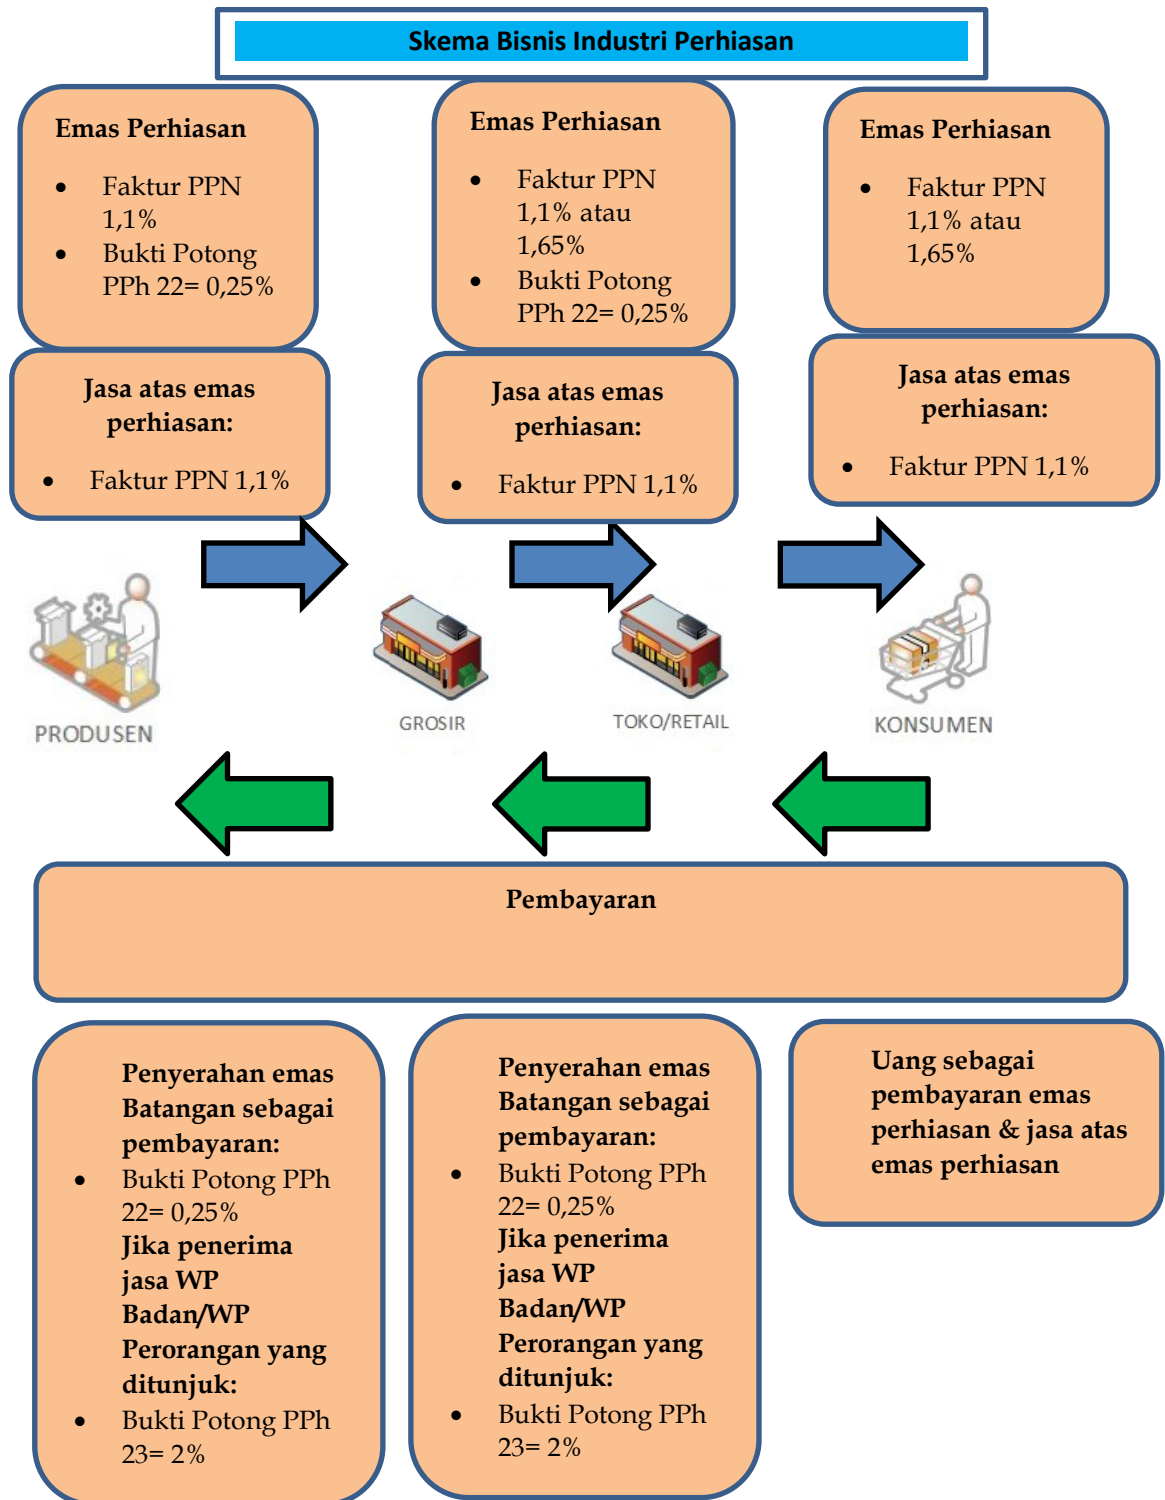 Skema Bisnis Industri Perhiasan
Emas Perhiasan
• Faktur PPN
1,1%
• Bukti Potong
PPh 22= 0,25%
Emas Perhiasan
• Faktur PPN
1,1% atau
1,65%
• Bukti Potong
PPh 22= 0,25%
Emas Perhiasan
• Faktur PPN
1,1% atau
1,65%
Jasa atas emas
perhiasan:
• Faktur PPN 1,1%
Jasa atas emas
perhiasan:
• Faktur PPN 1,1%
Jasa atas emas
perhiasan:
• Faktur PPN 1,1%
PRODUSEN
GROSIR
TOKO/RETAIL
KONSUMEN
Pembayaran
Penyerahan emas
Batangan sebagai
pembayaran:
• Bukti Potong PPh
22= 0,25%
Jika penerima
jasa WP
Badan/WP
Perorangan yang
ditunjuk:
• Bukti Potong PPh
23= 2%
Penyerahan emas
Batangan sebagai
pembayaran:
• Bukti Potong PPh
22= 0,25%
Jika penerima
jasa WP
Badan/WP
Perorangan yang
ditunjuk:
• Bukti Potong PPh
23= 2%
Uang sebagai
pembayaran emas
perhiasan & jasa atas
emas perhiasan